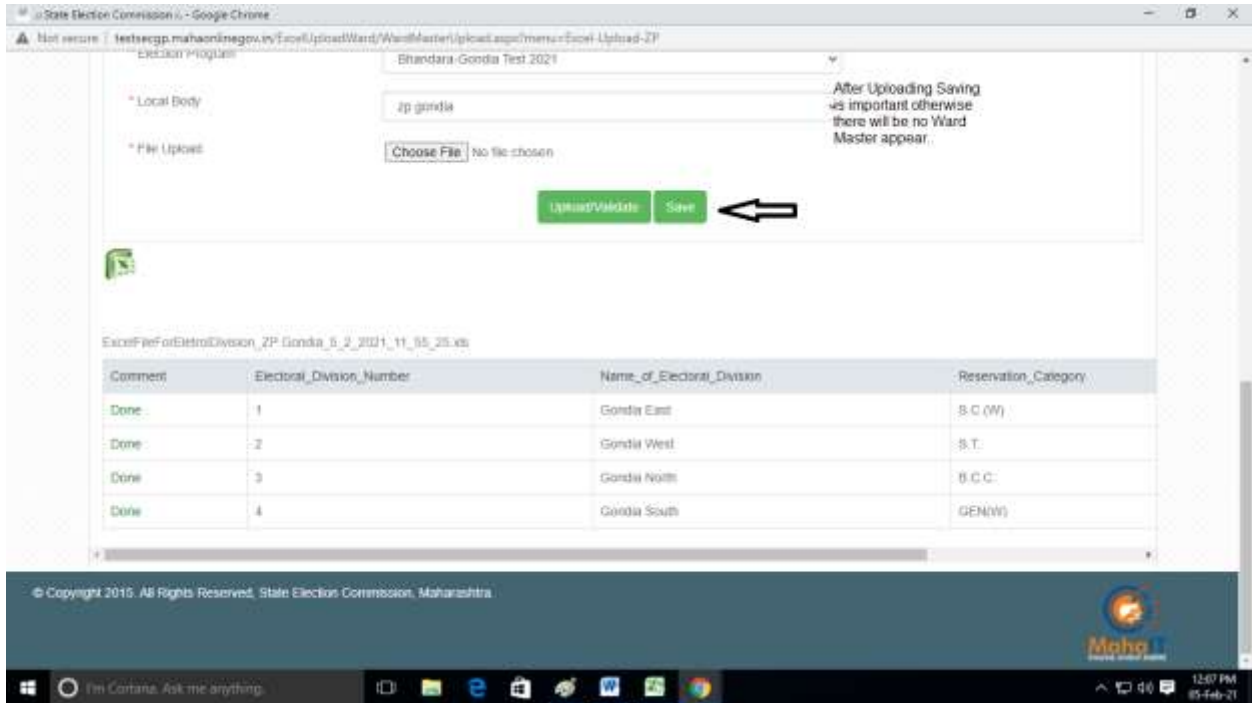 State Election Commission - Google Chrome
Not secure testsecgp.mahaonlinegov.in/ExcelUploadWard/WardMasterUpload.aspx?menu=Excel-Upload-ZP
Election Program
Bhandara-Gondia Test 2021
* Local Body
zp gondia
* File Upload
Choose File No file chosen
After Uploading Saving
is important otherwise
there will be no Ward
Master appear.
Upload/Validate Save
ExcelFileForEletrolDivision_ZP Gondia_5_2_2021_11_55_25.xls
Comment Electoral_Division_Number Name_of_Electoral_Division Reservation_Category
Done 1 Gondia East S.C.(W)
Done 2 Gondia West S.T.
Done 3 Gondia North B.C.C.
Done 4 Gondia South GEN(W)
© Copyright 2015. All Rights Reserved, State Election Commission, Maharashtra.
Maha IT
I'm Cortana. Ask me anything.
12:07 PM
05-Feb-21